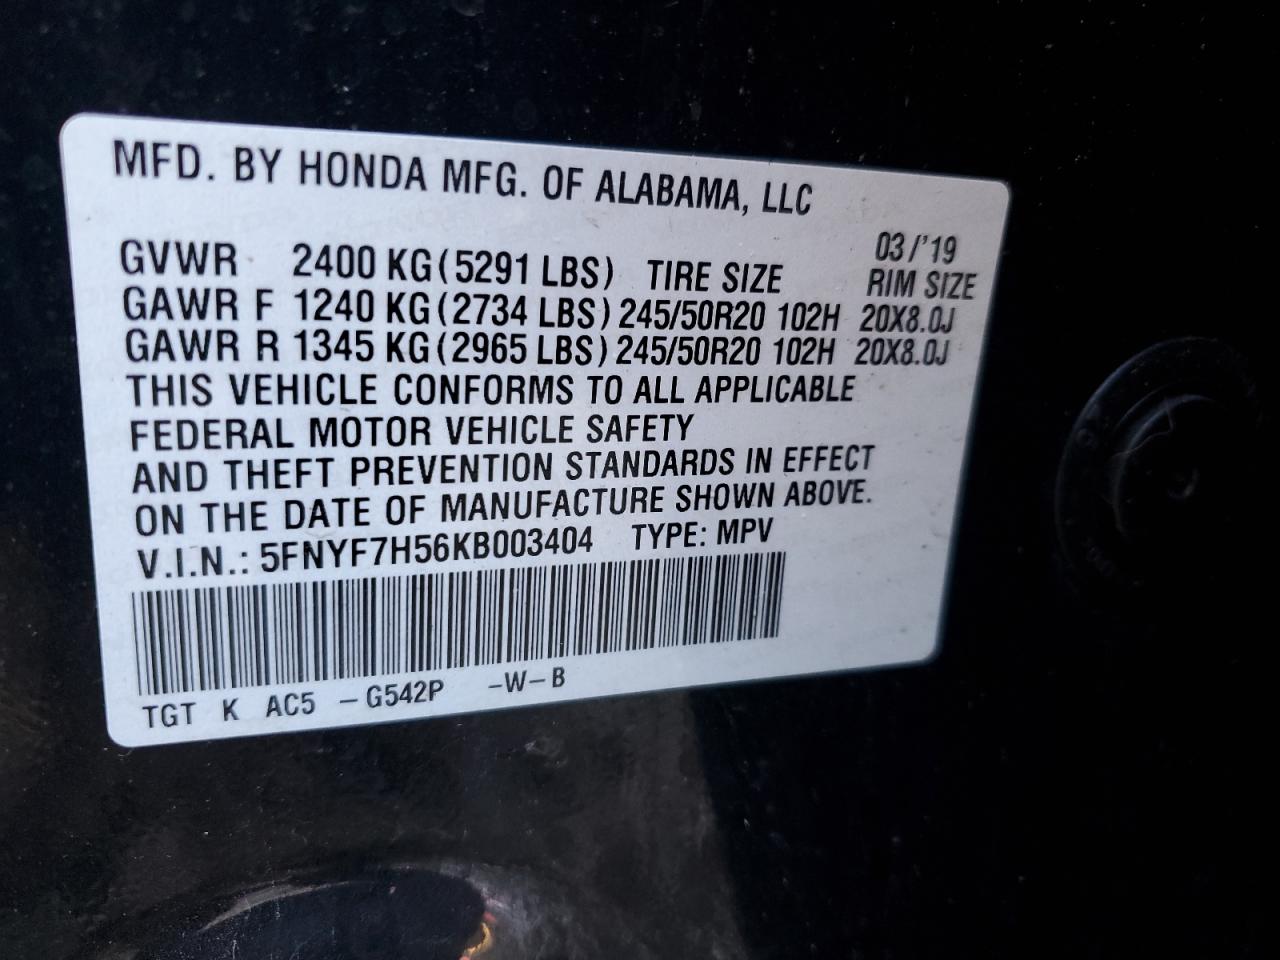 MFD. BY HONDA MFG. OF ALABAMA, LLC
03/'19
GVWR 2400 KG (5291 LBS) TIRE SIZE RIM SIZE
GAWR F 1240 KG (2734 LBS) 245/50R20 102H 20X8.0J
GAWR R 1345 KG (2965 LBS) 245/50R20 102H 20X8.0J
THIS VEHICLE CONFORMS TO ALL APPLICABLE
FEDERAL MOTOR VEHICLE SAFETY
AND THEFT PREVENTION STANDARDS IN EFFECT
ON THE DATE OF MANUFACTURE SHOWN ABOVE.
V.I.N.: 5FNYF7H56KB003404 TYPE: MPV
TGT K AC5 -G542P -W-B